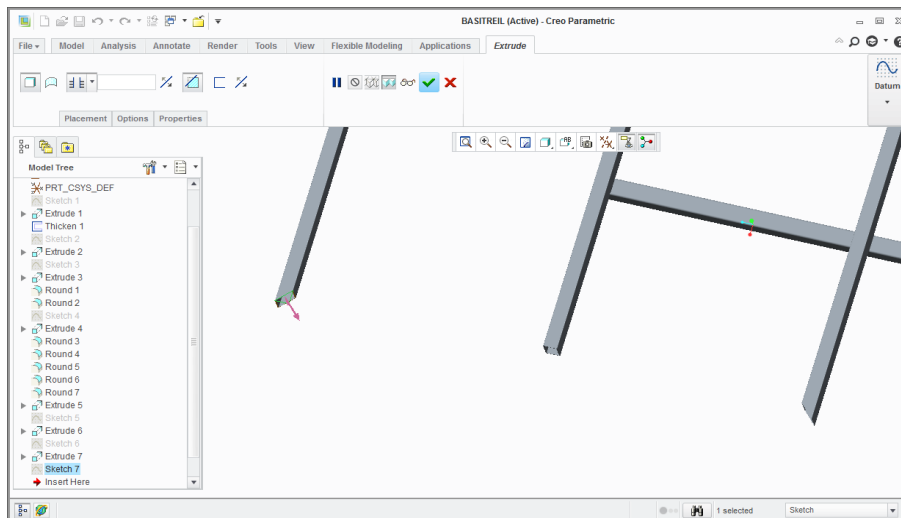 BASITREIL (Active) - Creo Parametric
File Model Analysis Annotate Render Tools View Flexible Modeling Applications Extrude
Datum
Placement Options Properties
Model Tree
PRT_CSYS_DEF
Sketch 1
Extrude 1
Thicken 1
Sketch 2
Extrude 2
Sketch 3
Extrude 3
Round 1
Round 2
Sketch 4
Extrude 4
Round 3
Round 4
Round 5
Round 6
Round 7
Extrude 5
Sketch 5
Extrude 6
Sketch 6
Extrude 7
Sketch 7
Insert Here
1 selected Sketch